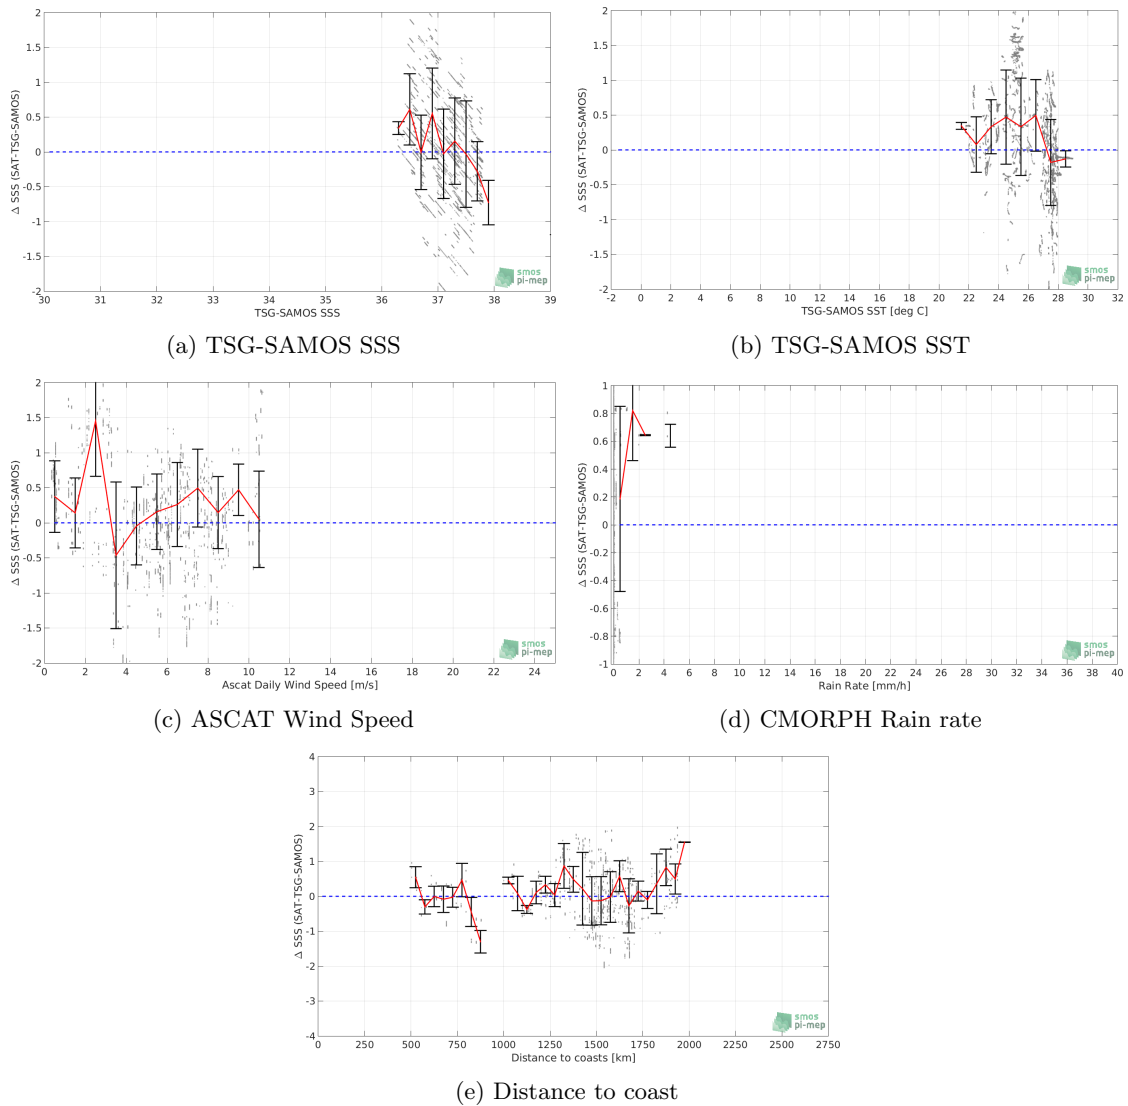 2
1.5
1
0.5
0
-0.5
-1
-1.5
-2
Δ SSS (SAT-TSG-SAMOS)
30 31 32 33 34 35 36 37 38 39
TSG-SAMOS SSS
smos
pi-mep
(a) TSG-SAMOS SSS
2
1.5
1
0.5
0
-0.5
-1
-1.5
-2
Δ SSS (SAT-TSG-SAMOS)
-2 0 2 4 6 8 10 12 14 16 18 20 22 24 26 28 30 32
TSG-SAMOS SST [deg C]
smos
pi-mep
(b) TSG-SAMOS SST
2
1.5
1
0.5
0
-0.5
-1
-1.5
-2
Δ SSS (SAT-TSG-SAMOS)
0 2 4 6 8 10 12 14 16 18 20 22 24
Ascat Daily Wind Speed [m/s]
smos
pi-mep
(c) ASCAT Wind Speed
1
0.8
0.6
0.4
0.2
0
-0.2
-0.4
-0.6
-0.8
-1
Δ SSS (SAT-TSG-SAMOS)
0 2 4 6 8 10 12 14 16 18 20 22 24 26 28 30 32 34 36 38 40
Rain Rate [mm/h]
smos
pi-mep
(d) CMORPH Rain rate
4
3
2
1
0
-1
-2
-3
-4
Δ SSS (SAT-TSG-SAMOS)
0 250 500 750 1000 1250 1500 1750 2000 2250 2500 2750
Distance to coasts [km]
smos
pi-mep
(e) Distance to coast